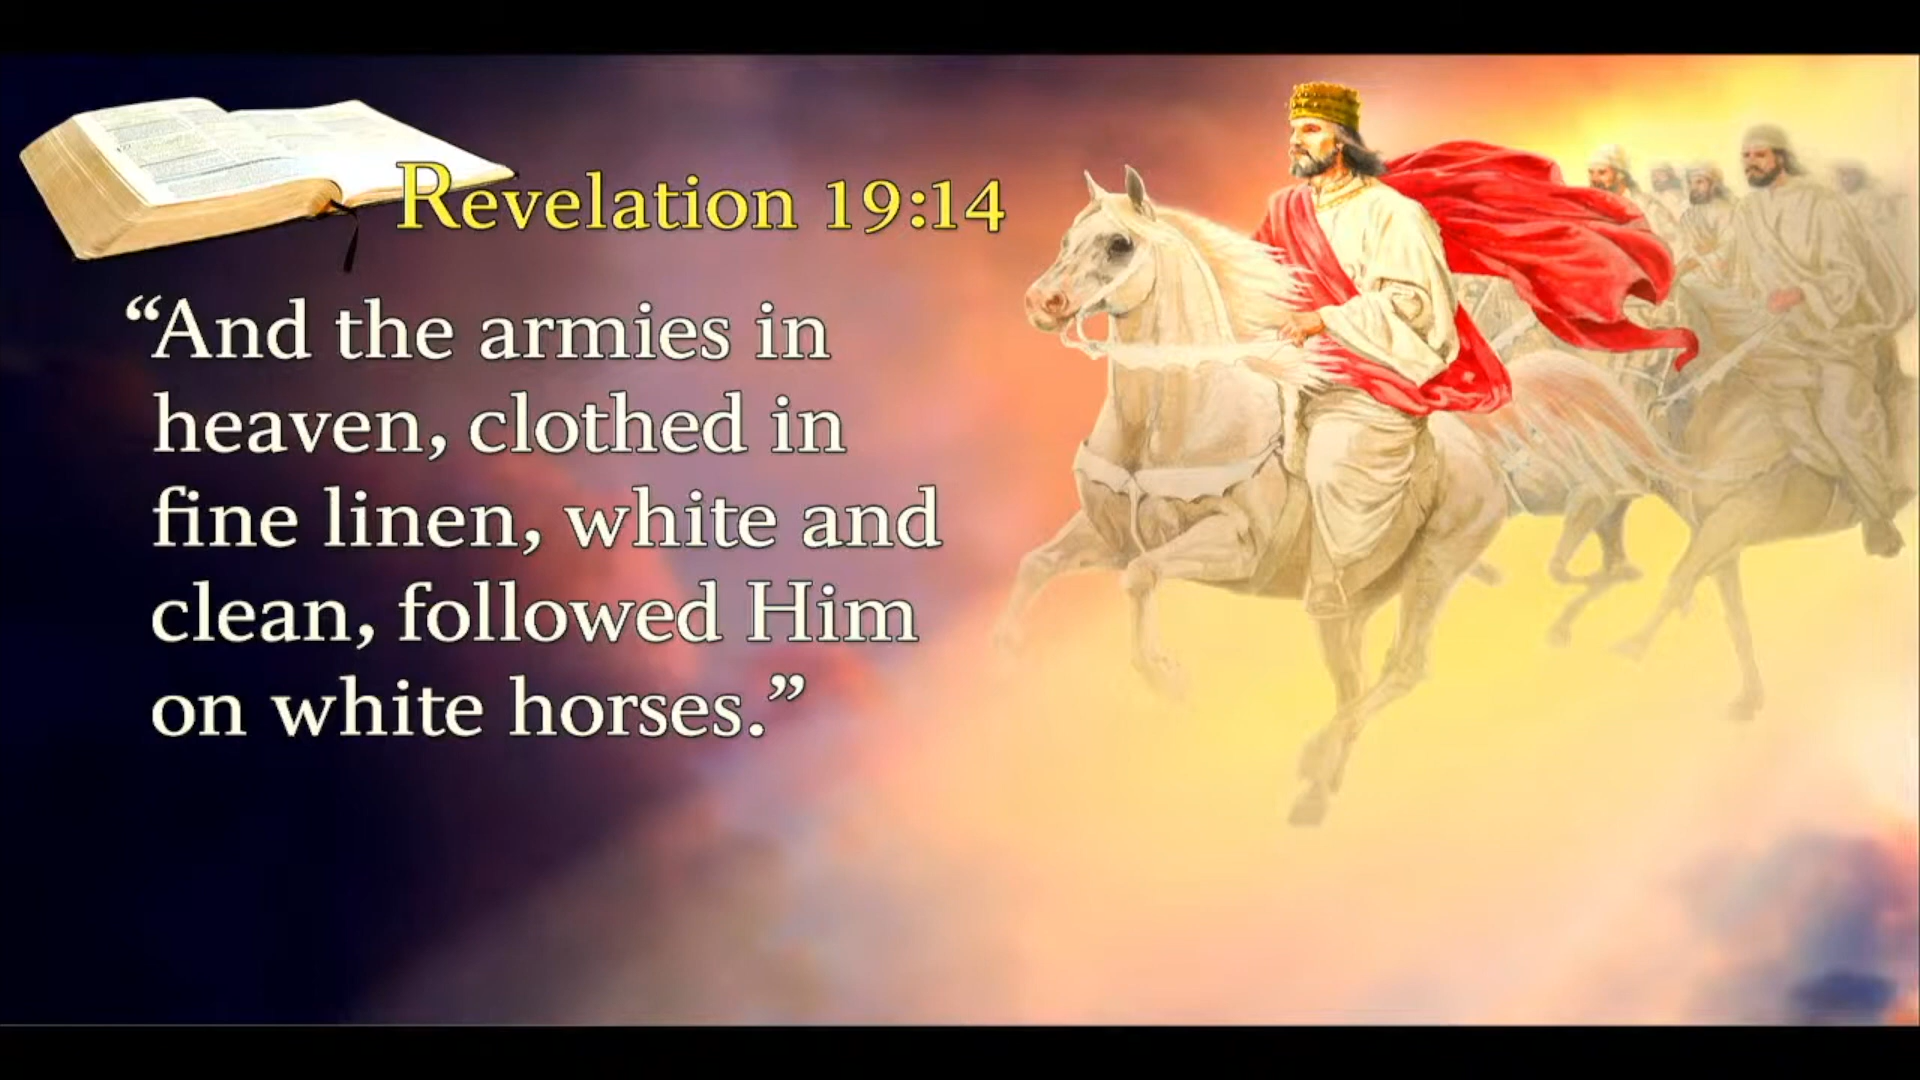 Revelation 19:14
“And the armies in
heaven, clothed in
fine linen, white and
clean, followed Him
on white horses.”